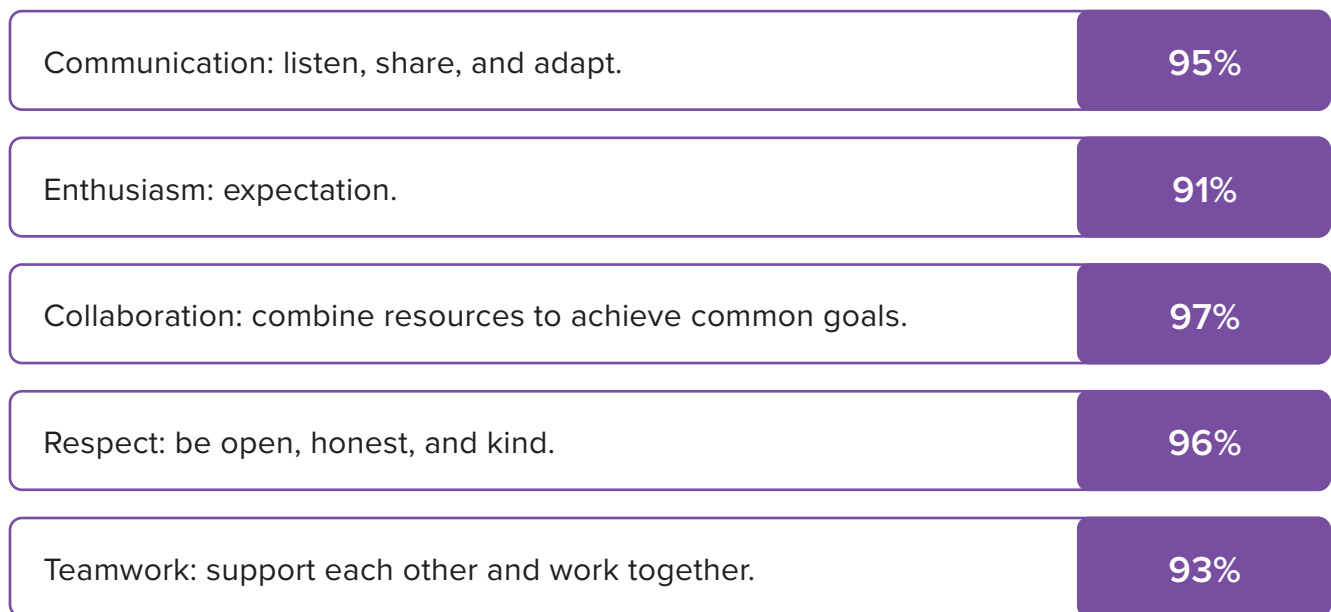 Communication: listen, share, and adapt. 95%
Enthusiasm: expectation. 91%
Collaboration: combine resources to achieve common goals. 97%
Respect: be open, honest, and kind. 96%
Teamwork: support each other and work together. 93%